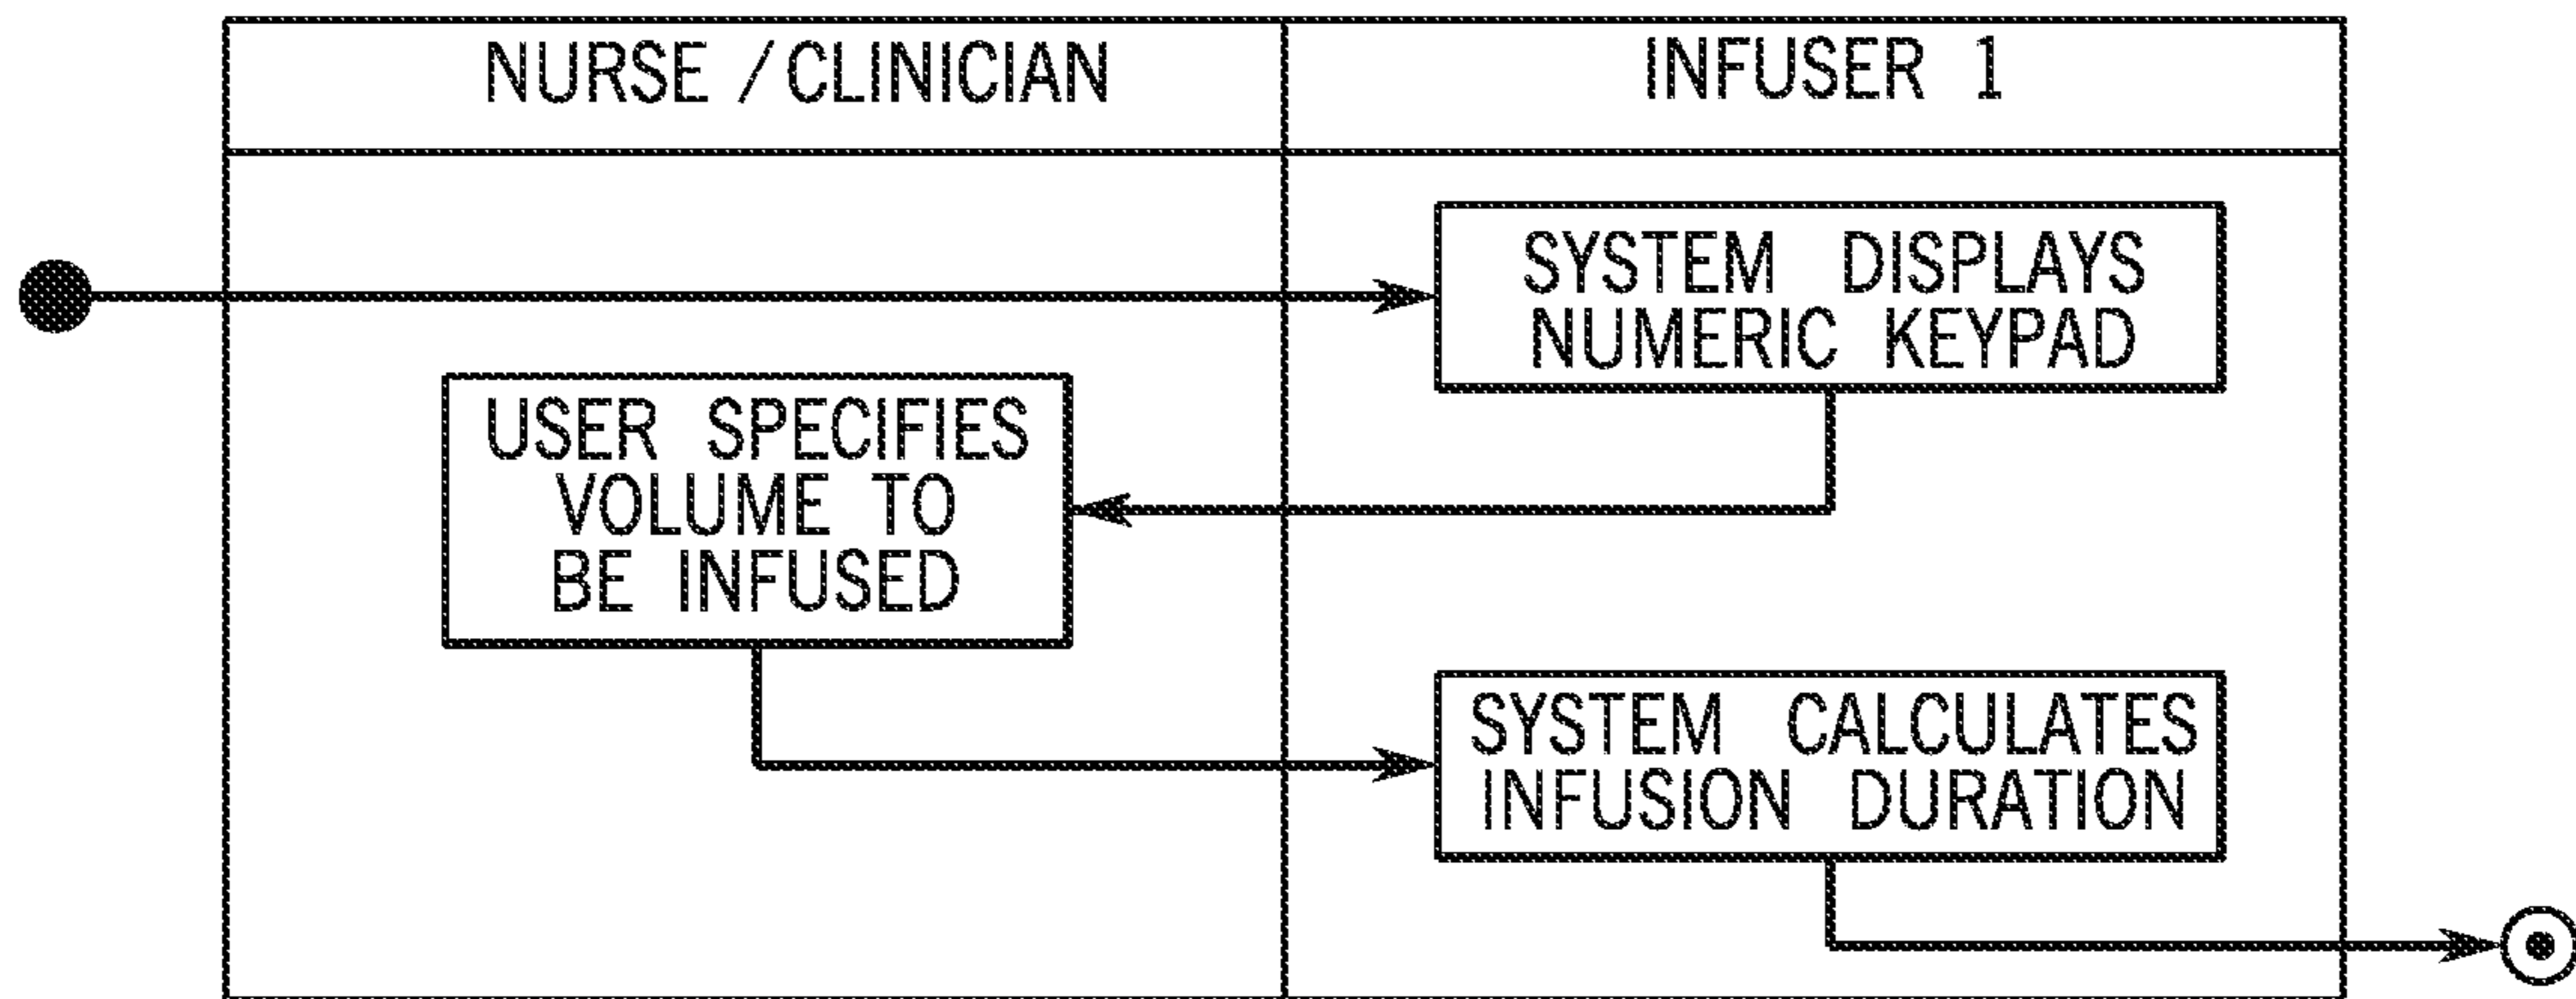 NURSE / CLINICIAN
INFUSER 1
SYSTEM DISPLAYS
NUMERIC KEYPAD
USER SPECIFIES
VOLUME TO
BE INFUSED
SYSTEM CALCULATES
INFUSION DURATION